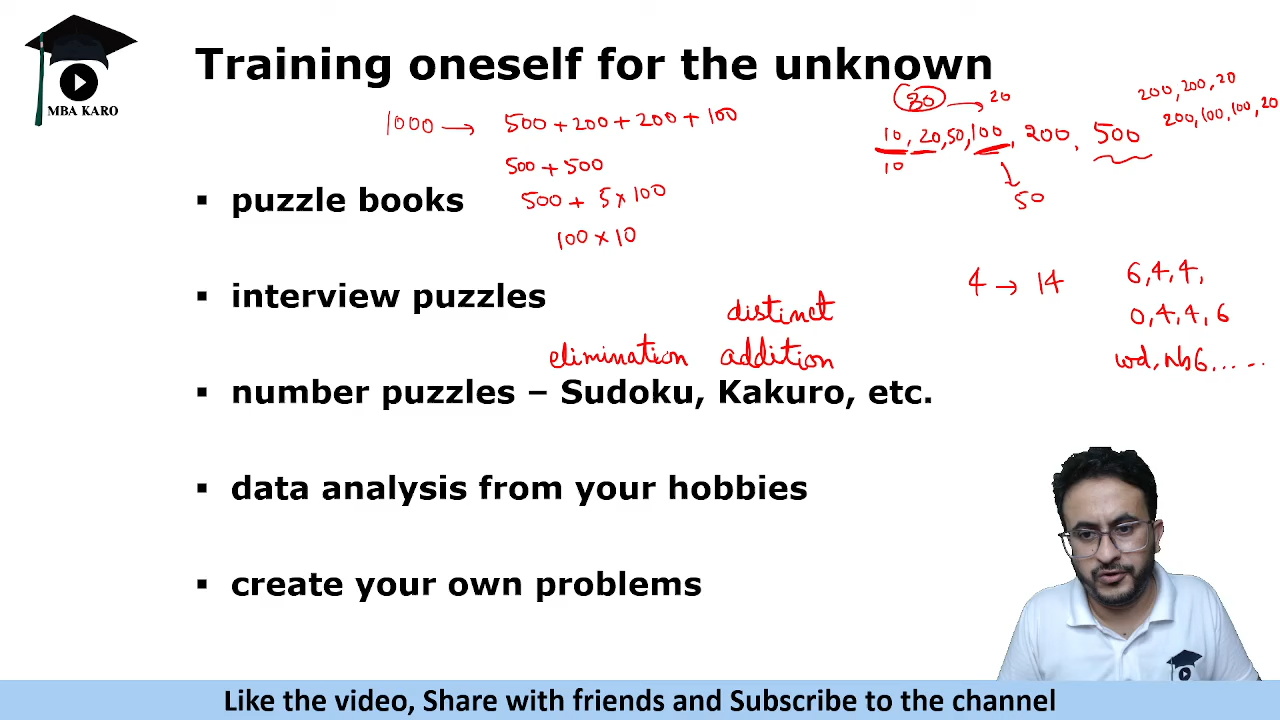 Training oneself for the unknown
MBA KARO
1000 → 500 + 200 + 200 + 100
500 + 500
500 + 5 x 100
100 x 10
80 → 20
10, 20, 50, 100, 200, 500
10
50
200, 200, 20
200, 100, 100, 20
▪ puzzle books
▪ interview puzzles
4 → 14
6, 4, 4,
0, 4, 4, 6
wd, nb6, ... ..
distinct
elimination addition
▪ number puzzles – Sudoku, Kakuro, etc.
▪ data analysis from your hobbies
▪ create your own problems
Like the video, Share with friends and Subscribe to the channel